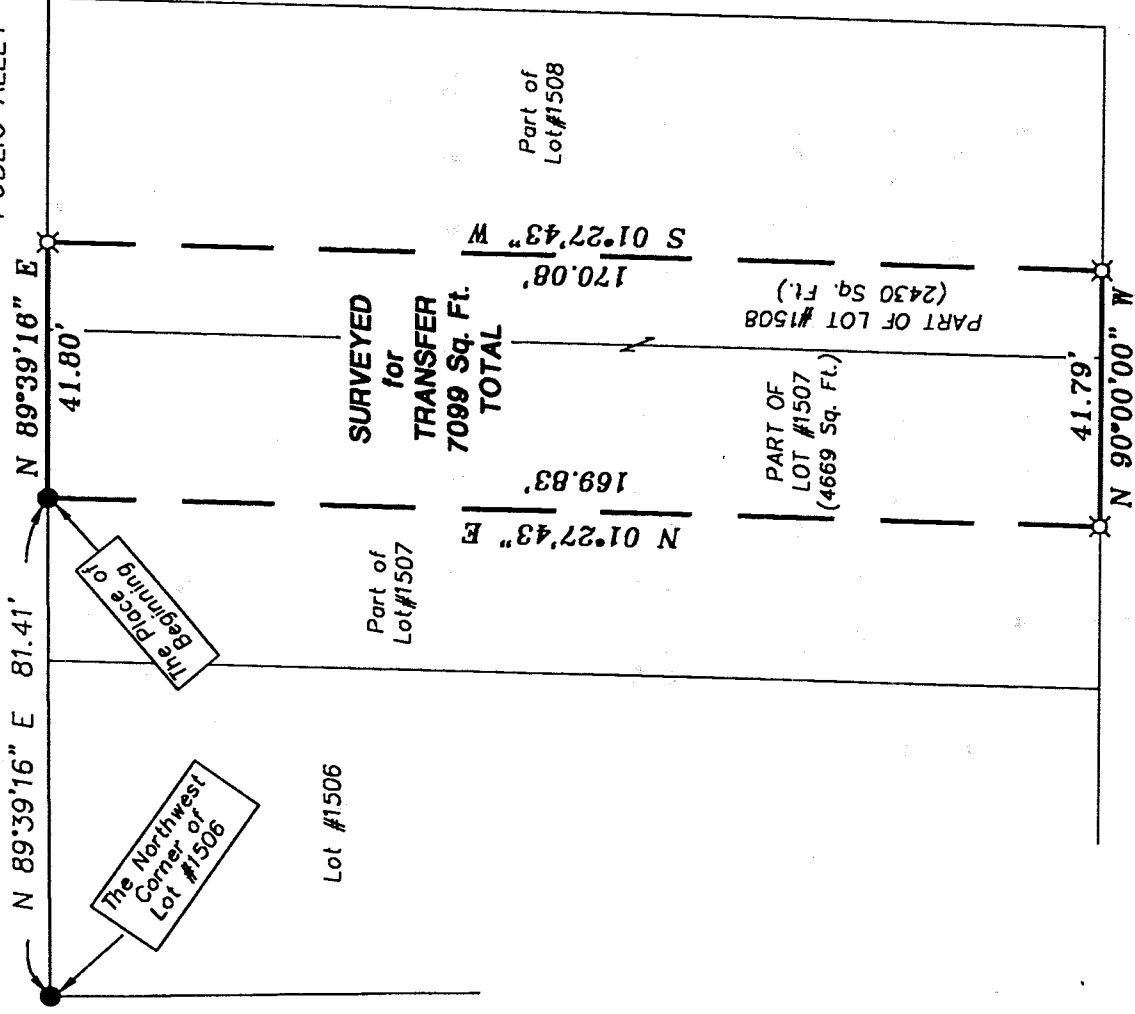 PUBLIC ALLEY
N 89°39'16" E 81.41'
N 89°39'16" E
41.80'
The Place of
Beginning
The Northwest
Corner of
Lot #1506
Lot #1506
Part of
Lot#1507
N 01°27'43" E
169.83'
SURVEYED
for
TRANSFER
7099 Sq. Ft.
TOTAL
PART OF
LOT #1507
(4669 Sq. Ft.)
S 01°27'43" W
170.08'
PART OF LOT #1508
(2430 Sq. Ft.)
Part of
Lot#1508
41.79'
N 90°00'00" W